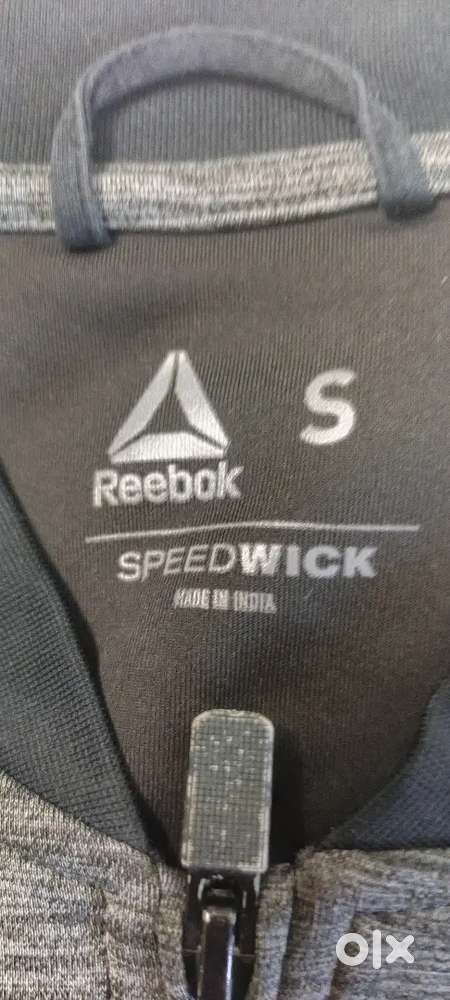 S
Reebok
SPEEDWICK
MADE IN INDIA
olx